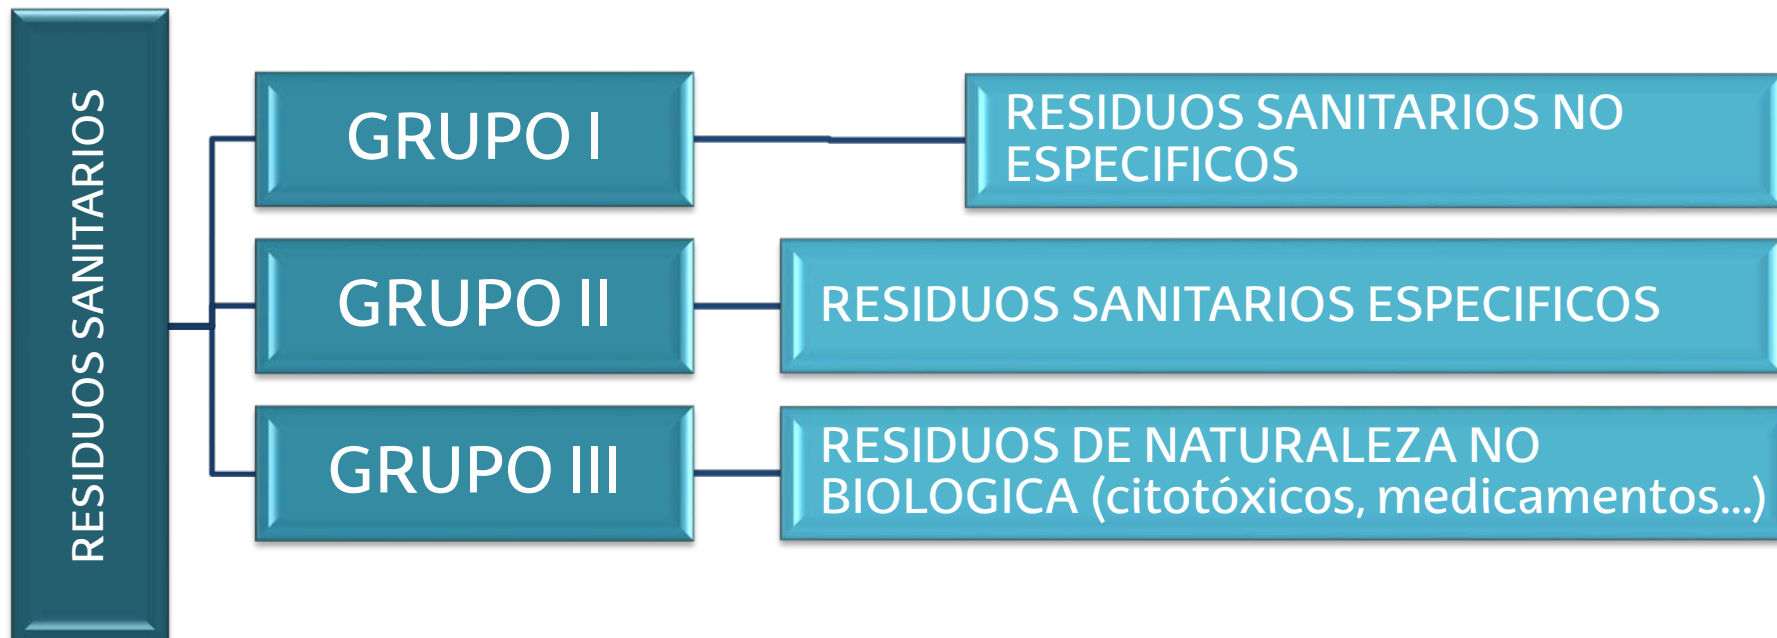 RESIDUOS SANITARIOS
GRUPO I
RESIDUOS SANITARIOS NO
ESPECIFICOS
GRUPO II
RESIDUOS SANITARIOS ESPECIFICOS
GRUPO III
RESIDUOS DE NATURALEZA NO
BIOLOGICA (citotóxicos, medicamentos...)